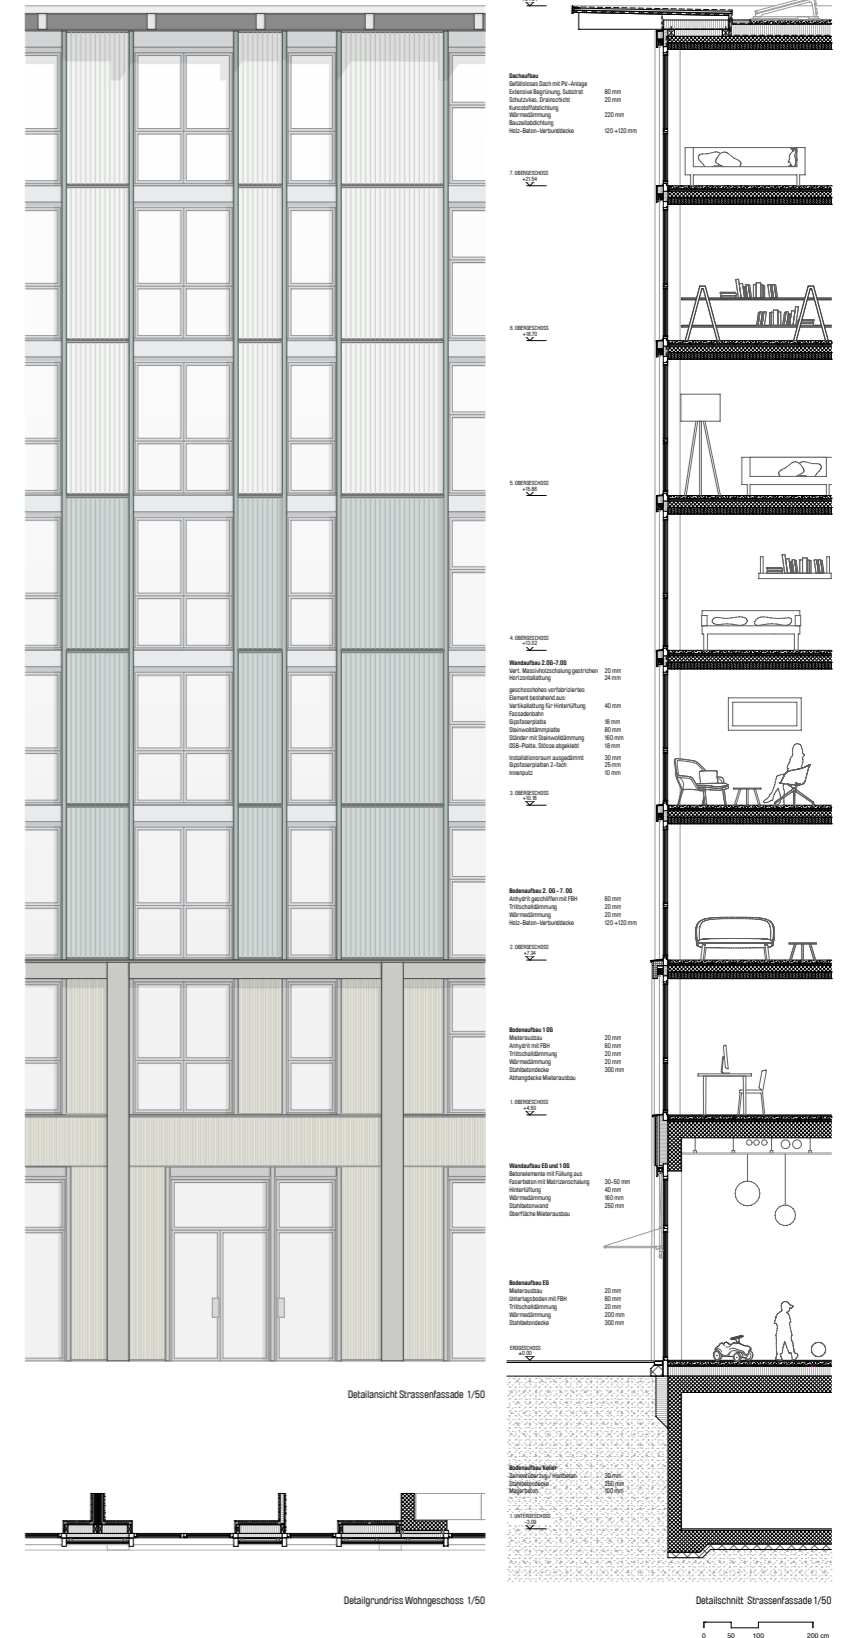 Dachaufbau
Gefällsloses Dach mit PV-Anlage
Extensive Begrünung, Substrat 80 mm
Schutzvlies, Drainschicht 20 mm
Kunststoffabdichtung
Wärmedämmung 220 mm
Bauzeitabdichtung
Holz-Beton-Verbunddecke 120 +120 mm
7. OBERGESCHOSS
+21.54
6. OBERGESCHOSS
+18.70
5. OBERGESCHOSS
+15.86
4. OBERGESCHOSS
+13.02
Wandaufbau 2.OG-7.OG
Vert. Massivholzschalung gestrichen 20 mm
Horizontallattung 24 mm
geschosshohes vorfabriziertes
Element bestehend aus:
Vertikallattung für Hinterlüftung 40 mm
Fassadenbahn
Gipsfaserplatte 18 mm
Steinwolldämmplatte 80 mm
Ständer mit Steinwolldämmung 160 mm
OSB-Platte, Stösse abgeklebt 18 mm
Installationsraum ausgedämmt 30 mm
Gipsfaserplatten 2-fach 25 mm
Innenputz 10 mm
3. OBERGESCHOSS
+10.18
Bodenaufbau 2. OG - 7. OG
Anhydrit geschliffen mit FBH 60 mm
Trittschalldämmung 20 mm
Wärmedämmung 20 mm
Holz-Beton-Verbunddecke 120 +120 mm
2. OBERGESCHOSS
+7.34
Bodenaufbau 1 OG
Mieterausbau 20 mm
Anhydrit mit FBH 60 mm
Trittschalldämmung 20 mm
Wärmedämmung 20 mm
Stahlbetondecke 300 mm
Abhangdecke Mieterausbau
1. OBERGESCHOSS
+4.50
Wandaufbau EG und 1 OG
Betonelemente mit Füllung aus
Faserbeton mit Matrizenschalung 30-50 mm
Hinterlüftung 40 mm
Wärmedämmung 160 mm
Stahlbetonwand 250 mm
Oberfläche Mieterausbau
Bodenaufbau EG
Mieterausbau 20 mm
Unterlagsboden mit FBH 80 mm
Trittschalldämmung 20 mm
Wärmedämmung 200 mm
Stahlbetondecke 300 mm
ERDGESCHOSS
±0.00
Detailansicht Strassenfassade 1/50
Bodenaufbau Keller
Zementüberzug / Hartbeton 30 mm
Stahlbetondecke 250 mm
Magerbeton 100 mm
1. UNTERGESCHOSS
-3.09
Detailgrundriss Wohngeschoss 1/50
Detailschnitt Strassenfassade 1/50
0 50 100 200 cm